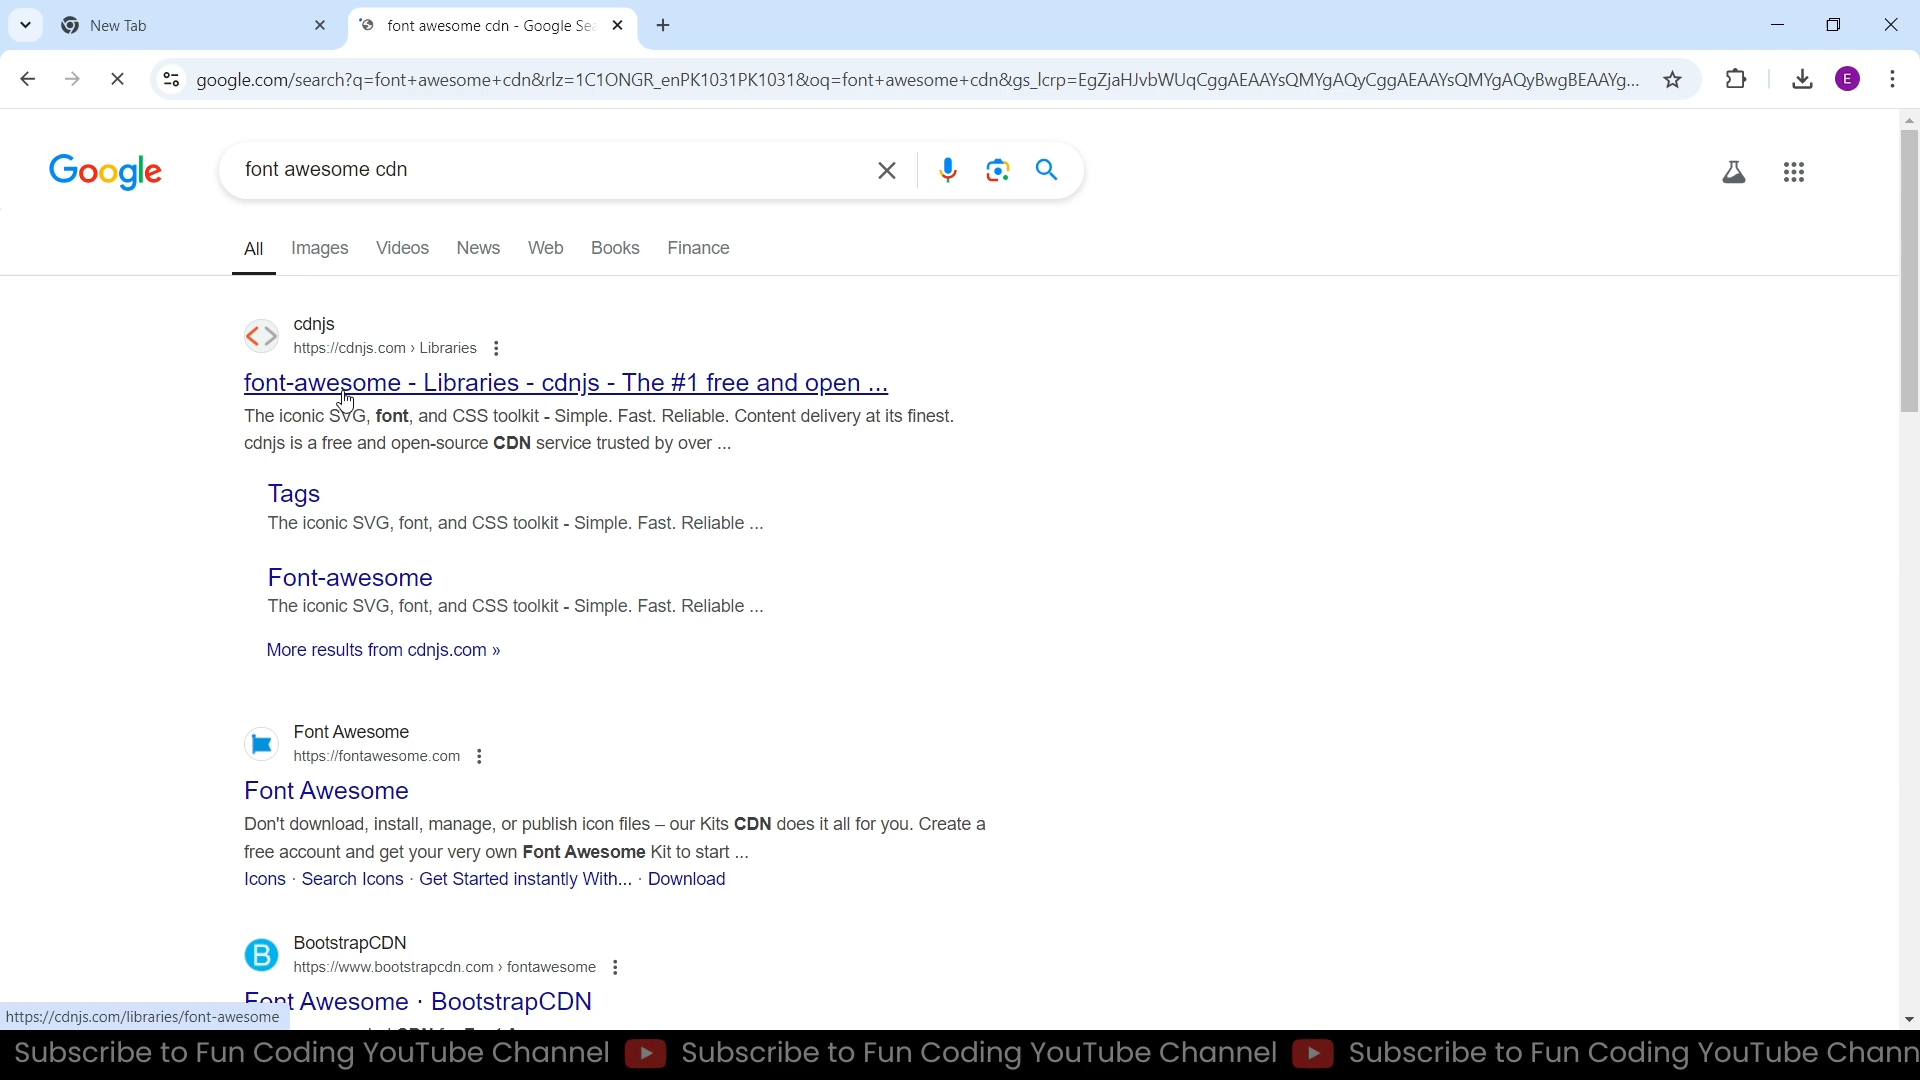 New Tab
font awesome cdn - Google Sea
google.com/search?q=font+awesome+cdn&rlz=1C1ONGR_enPK1031PK1031&oq=font+awesome+cdn&gs_lcrp=EgZjaHJvbWUqCggAEAAYsQMYgAQyCggAEAAYsQMYgAQyBwgBEAAYg...
E
Google
font awesome cdn
All Images Videos News Web Books Finance
cdnjs
https://cdnjs.com › Libraries
font-awesome - Libraries - cdnjs - The #1 free and open ...
The iconic SVG, font, and CSS toolkit - Simple. Fast. Reliable. Content delivery at its finest.
cdnjs is a free and open-source CDN service trusted by over ...
Tags
The iconic SVG, font, and CSS toolkit - Simple. Fast. Reliable ...
Font-awesome
The iconic SVG, font, and CSS toolkit - Simple. Fast. Reliable ...
More results from cdnjs.com »
Font Awesome
https://fontawesome.com
Font Awesome
Don't download, install, manage, or publish icon files – our Kits CDN does it all for you. Create a
free account and get your very own Font Awesome Kit to start ...
Icons · Search Icons · Get Started instantly With... · Download
B
BootstrapCDN
https://www.bootstrapcdn.com › fontawesome
Font Awesome · BootstrapCDN
https://cdnjs.com/libraries/font-awesome
Subscribe to Fun Coding YouTube Channel Subscribe to Fun Coding YouTube Channel Subscribe to Fun Coding YouTube Chann